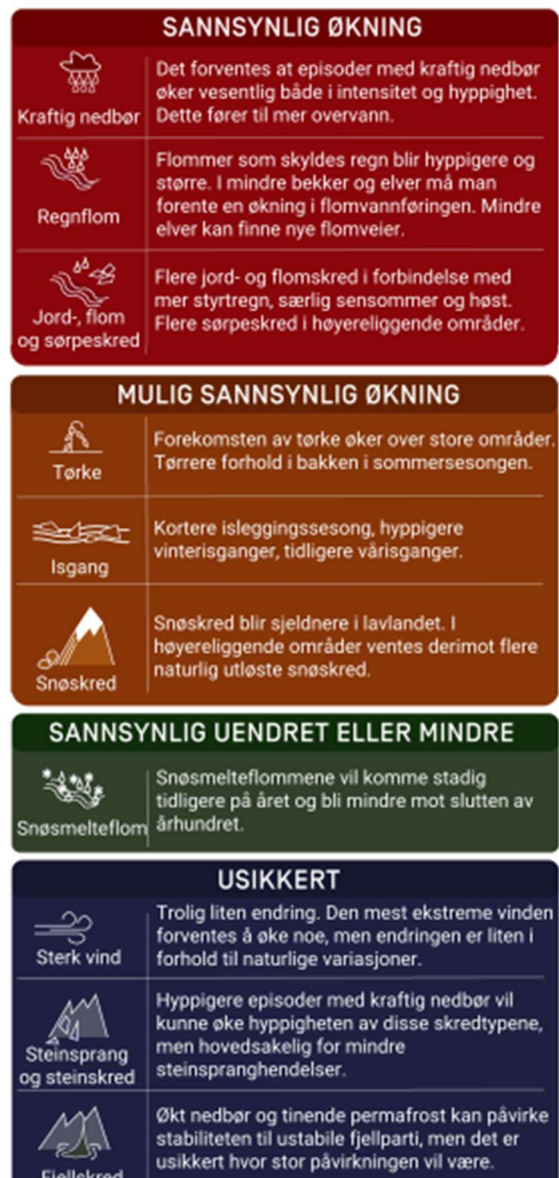 SANNSYNLIG ØKNING
Kraftig nedbør
Det forventes at episoder med kraftig nedbør
øker vesentlig både i intensitet og hyppighet.
Dette fører til mer overvann.
Regnflom
Flommer som skyldes regn blir hyppigere og
større. I mindre bekker og elver må man
forente en økning i flomvannføringen. Mindre
elver kan finne nye flomveier.
Jord-, flom
og sørpeskred
Flere jord- og flomskred i forbindelse med
mer styrtregn, særlig sensommer og høst.
Flere sørpeskred i høyereliggende områder.
MULIG SANNSYNLIG ØKNING
Tørke
Forekomsten av tørke øker over store områder.
Tørrere forhold i bakken i sommersesongen.
Isgang
Kortere isleggingssesong, hyppigere
vinterisganger, tidligere vårisganger.
Snøskred
Snøskred blir sjeldnere i lavlandet. I
høyereliggende områder ventes derimot flere
naturlig utløste snøskred.
SANNSYNLIG UENDRET ELLER MINDRE
Snøsmelteflom
Snøsmelteflommene vil komme stadig
tidligere på året og bli mindre mot slutten av
århundret.
USIKKERT
Sterk vind
Trolig liten endring. Den mest ekstreme vinden
forventes å øke noe, men endringen er liten i
forhold til naturlige variasjoner.
Steinsprang
og steinskred
Hyppigere episoder med kraftig nedbør vil
kunne øke hyppigheten av disse skredtypene,
men hovedsakelig for mindre
steinspranghendelser.
Fjellskred
Økt nedbør og tinende permafrost kan påvirke
stabiliteten til ustabile fjellparti, men det er
usikkert hvor stor påvirkningen vil være.